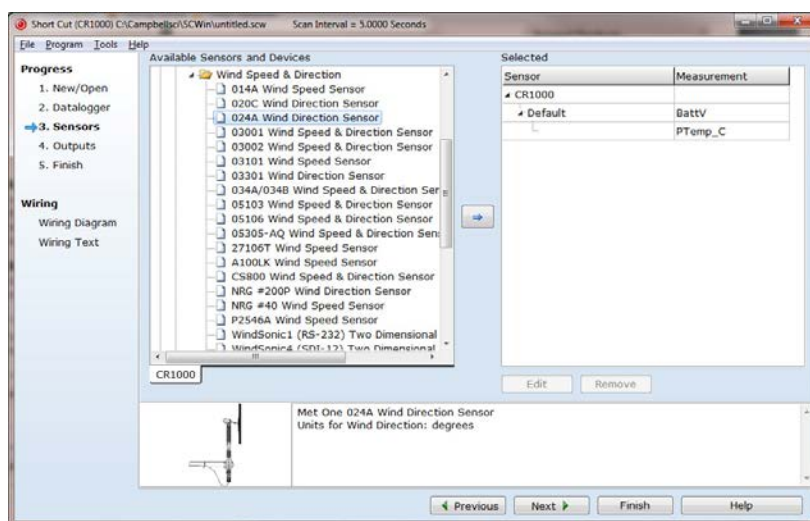 Short Cut (CR1000) C:\Campbellsci\SCWin\untitled.scw Scan Interval = 5.0000 Seconds
File Program Tools Help
Progress
1. New/Open
2. Datalogger
3. Sensors
4. Outputs
5. Finish
Wiring
Wiring Diagram
Wiring Text
Available Sensors and Devices
Wind Speed & Direction
014A Wind Speed Sensor
020C Wind Direction Sensor
024A Wind Direction Sensor
03001 Wind Speed & Direction Sensor
03002 Wind Speed & Direction Sensor
03101 Wind Speed Sensor
03301 Wind Direction Sensor
034A/034B Wind Speed & Direction Ser
05103 Wind Speed & Direction Sensor
05106 Wind Speed & Direction Sensor
05305-AQ Wind Speed & Direction Sen
27106T Wind Speed Sensor
A100LK Wind Speed Sensor
CS800 Wind Speed & Direction Sensor
NRG #200P Wind Direction Sensor
NRG #40 Wind Speed Sensor
P2546A Wind Speed Sensor
WindSonic1 (RS-232) Two Dimensional
WindSonic4 (SDI-12) Two Dimensional
CR1000
Selected
Sensor Measurement
CR1000
Default BattV
PTemp_C
Edit Remove
Met One 024A Wind Direction Sensor
Units for Wind Direction: degrees
Previous Next Finish Help